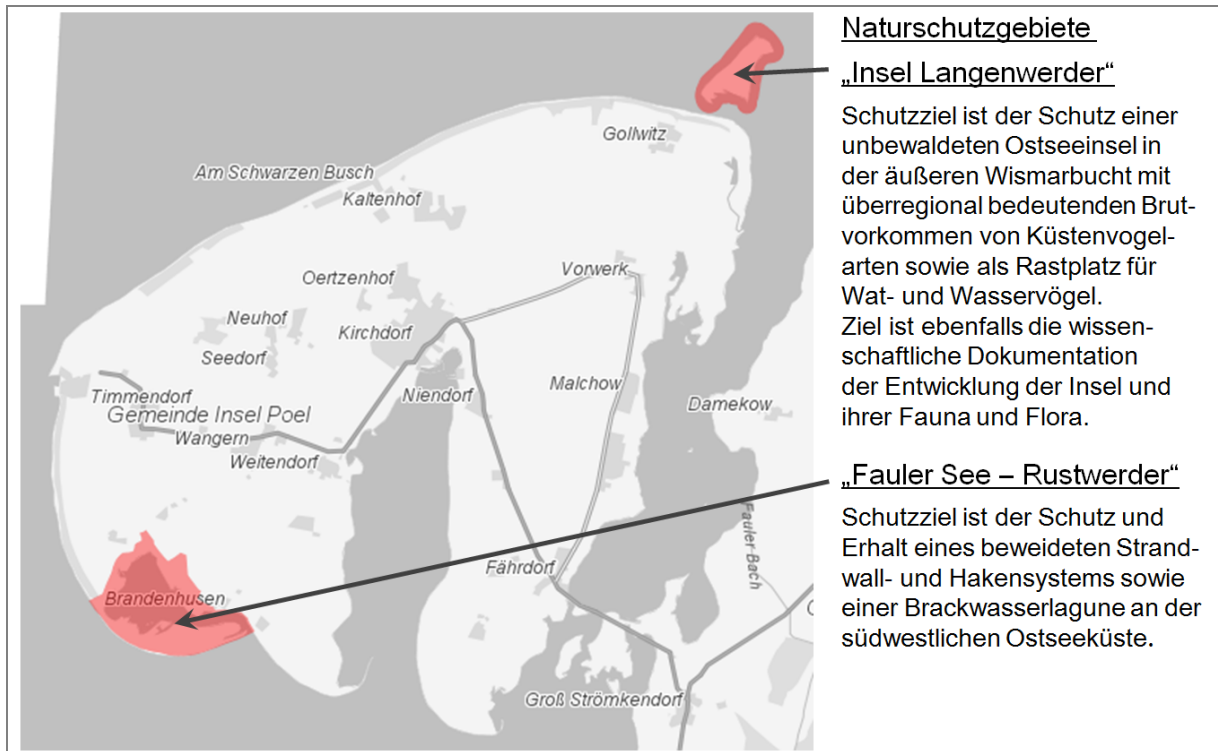 Naturschutzgebiete
„Insel Langenwerder“
Schutzziel ist der Schutz einer
unbewaldeten Ostseeinsel in
der äußeren Wismarbucht mit
überregional bedeutenden Brut-
vorkommen von Küstenvogel-
arten sowie als Rastplatz für
Wat- und Wasservögel.
Ziel ist ebenfalls die wissen-
schaftliche Dokumentation
der Entwicklung der Insel und
ihrer Fauna und Flora.
„Fauler See – Rustwerder“
Schutzziel ist der Schutz und
Erhalt eines beweideten Strand-
wall- und Hakensystems sowie
einer Brackwasserlagune an der
südwestlichen Ostseeküste.
Gollwitz
Am Schwarzen Busch
Kaltenhof
Vorwerk
Oertzenhof
Neuhof
Kirchdorf
Seedorf
Malchow
Timmendorf
Niendorf
Damekow
Gemeinde Insel Poel
Wangern
Weitendorf
Fauler Bach
Fährdorf
Brandenhusen
Groß Strömkendorf